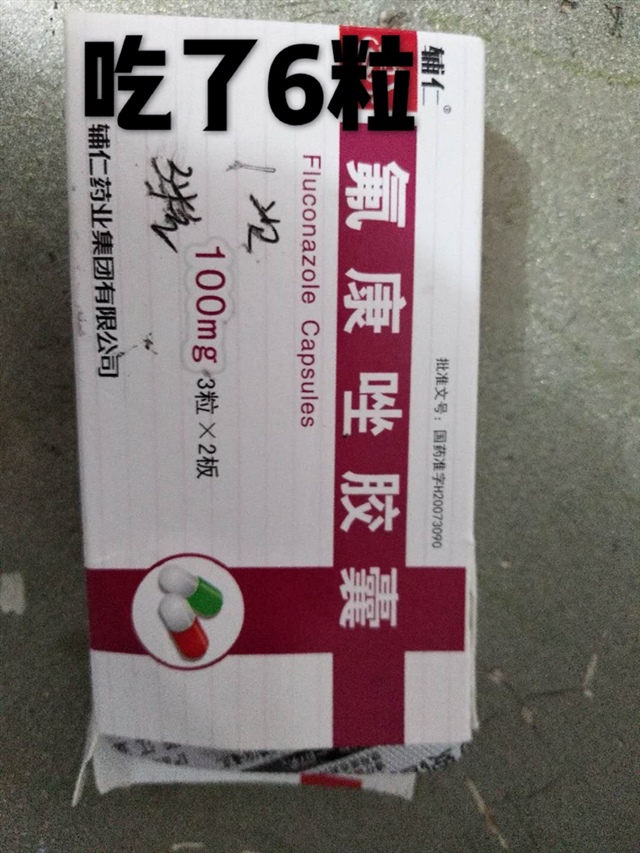 吃了6粒
辅仁®
批准文号：国药准字H20073090
氟康唑胶囊
Fluconazole Capsules
1次
100mg 3粒×2板
辅仁药业集团有限公司